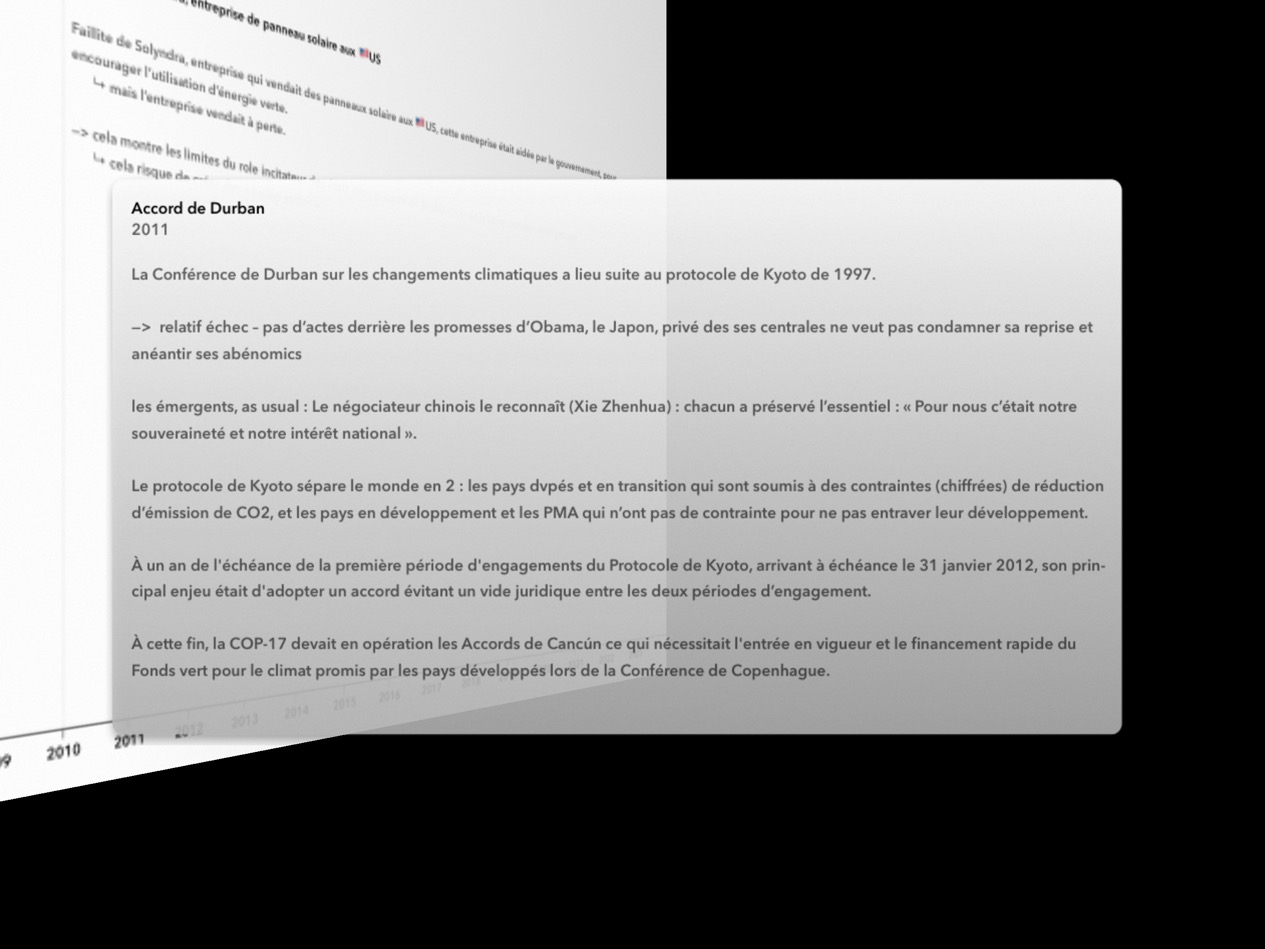 entreprise de panneau solaire aux 🇺🇸US
Faillite de Solyndra, entreprise qui vendait des panneaux solaire aux 🇺🇸US, cette entreprise était aidée par le gouvernement, pour
encourager l'utilisation d'énergie verte.
↳ mais l'entreprise vendait à perte.
—> cela montre les limites du role incitateur
↳ cela risque de
Accord de Durban
2011
La Conférence de Durban sur les changements climatiques a lieu suite au protocole de Kyoto de 1997.
—> relatif échec – pas d’actes derrière les promesses d’Obama, le Japon, privé des ses centrales ne veut pas condamner sa reprise et
anéantir ses abénomics
les émergents, as usual : Le négociateur chinois le reconnaît (Xie Zhenhua) : chacun a préservé l’essentiel : « Pour nous c’était notre
souveraineté et notre intérêt national ».
Le protocole de Kyoto sépare le monde en 2 : les pays dvpés et en transition qui sont soumis à des contraintes (chiffrées) de réduction
d’émission de CO2, et les pays en développement et les PMA qui n’ont pas de contrainte pour ne pas entraver leur développement.
À un an de l'échéance de la première période d'engagements du Protocole de Kyoto, arrivant à échéance le 31 janvier 2012, son prin-
cipal enjeu était d'adopter un accord évitant un vide juridique entre les deux périodes d’engagement.
À cette fin, la COP-17 devait en opération les Accords de Cancún ce qui nécessitait l'entrée en vigueur et le financement rapide du
Fonds vert pour le climat promis par les pays développés lors de la Conférence de Copenhague.
2010 2011 2012 2013 2014 2015 2016 2017 2018